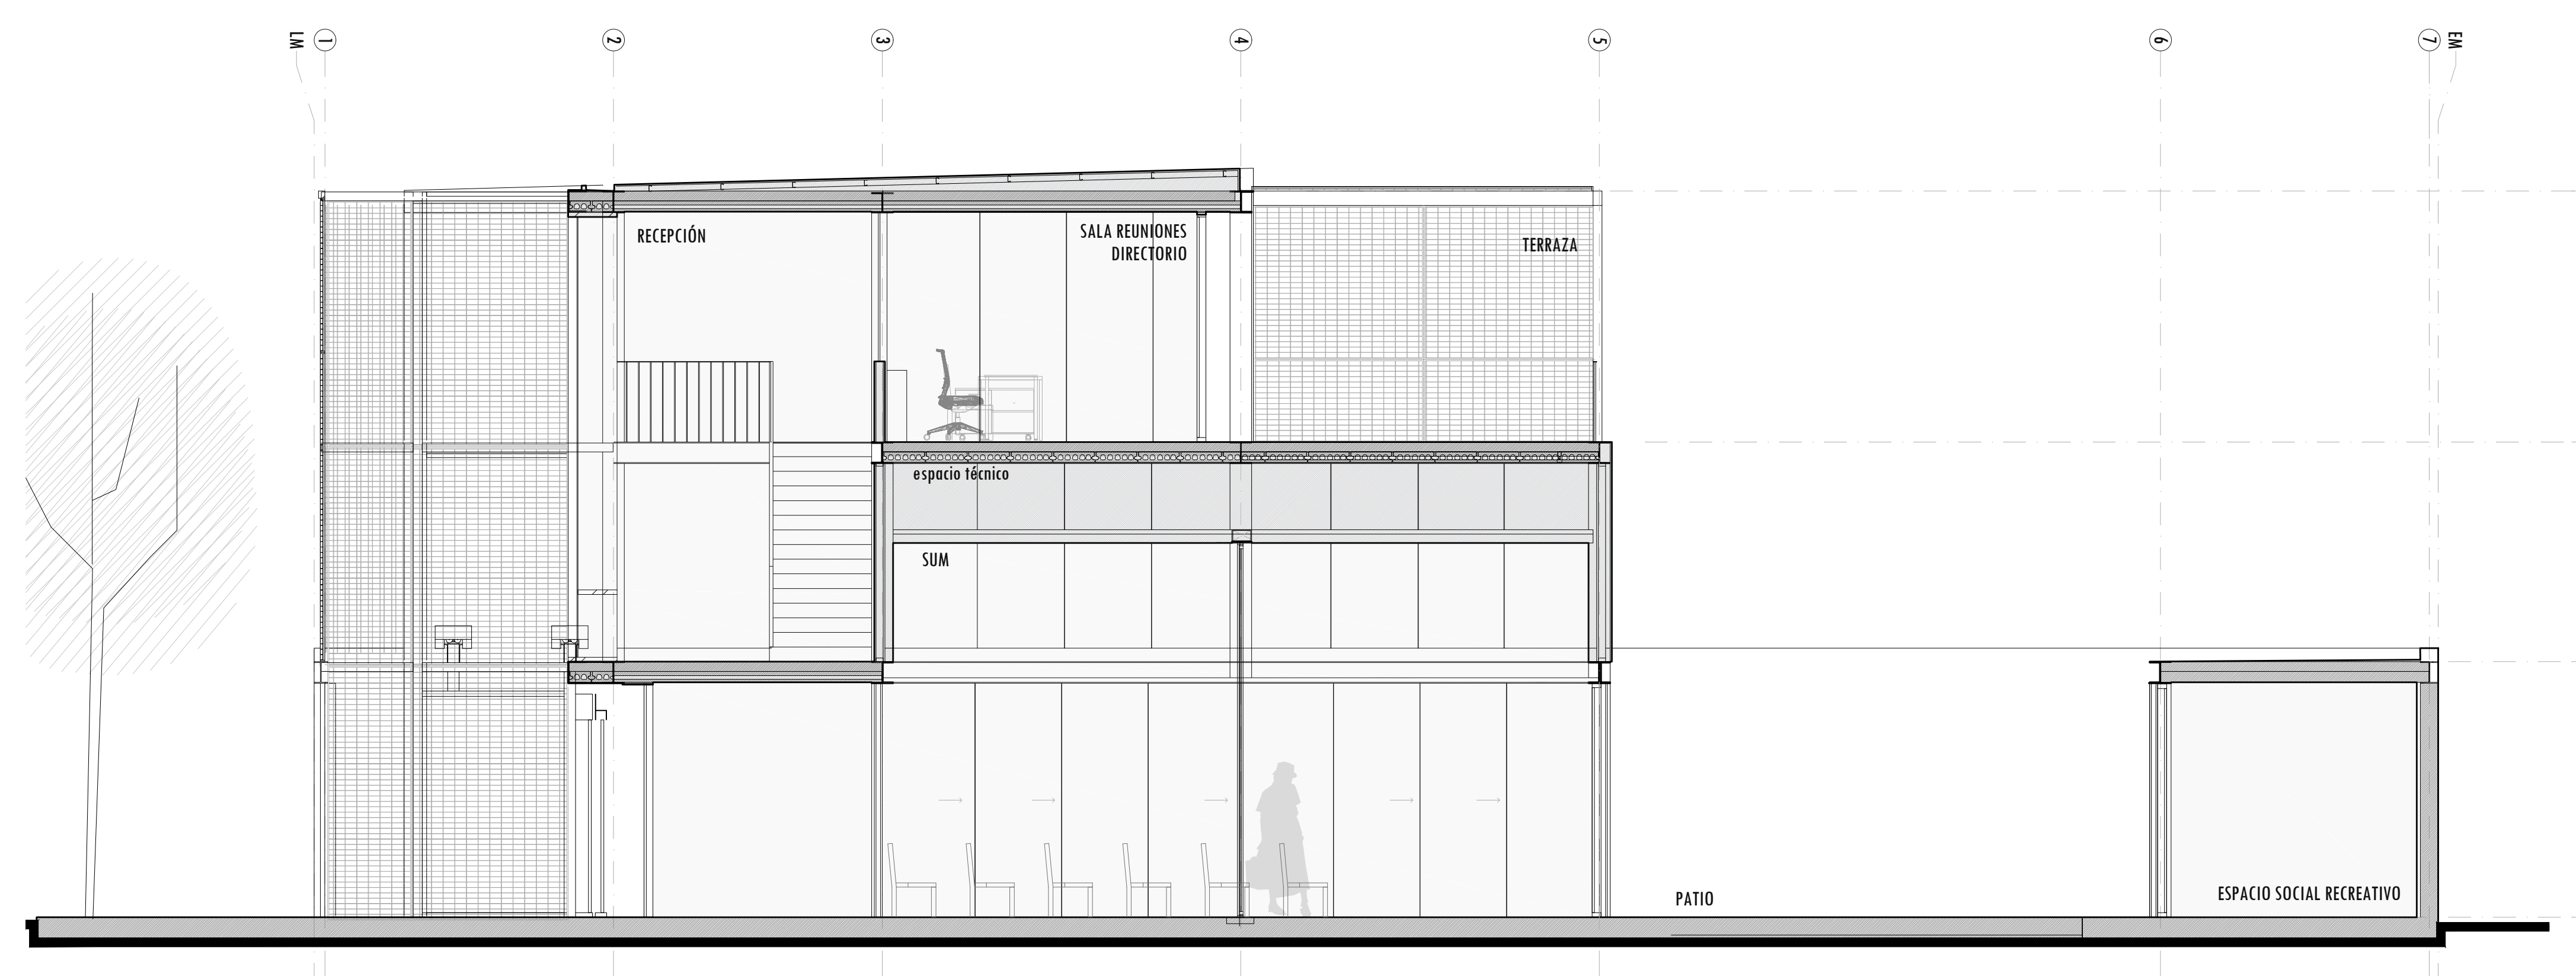 LM
1
2
3
4
5
6
7
EM
RECEPCIÓN
SALA REUNIONES
DIRECTORIO
TERRAZA
espacio técnico
SUM
PATIO
ESPACIO SOCIAL RECREATIVO